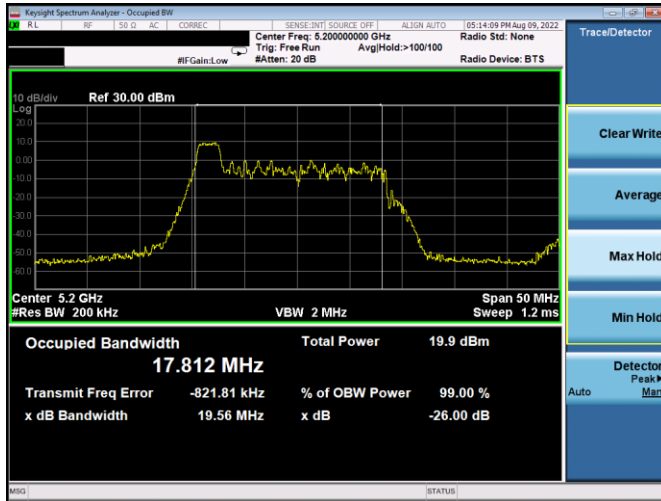 Keysight Spectrum Analyzer - Occupied BW
RL RF 50 Ω AC CORREC SENSE:INT SOURCE OFF ALIGN AUTO 05:14:09 PM Aug 09, 2022
Center Freq: 5.200000000 GHz Radio Std: None
Trig: Free Run Avg|Hold:>100/100
#IFGain:Low #Atten: 20 dB Radio Device: BTS
Trace/Detector
10 dB/div Ref 30.00 dBm
Log
20.0
10.0
0.00
-10.0
-20.0
-30.0
-40.0
-50.0
-60.0
Center 5.2 GHz Span 50 MHz
#Res BW 200 kHz VBW 2 MHz Sweep 1.2 ms
Occupied Bandwidth Total Power 19.9 dBm
17.812 MHz
Transmit Freq Error -821.81 kHz % of OBW Power 99.00 %
x dB Bandwidth 19.56 MHz x dB -26.00 dB
Clear Write
Average
Max Hold
Min Hold
Detector
Peak▶
Auto Man
MSG STATUS